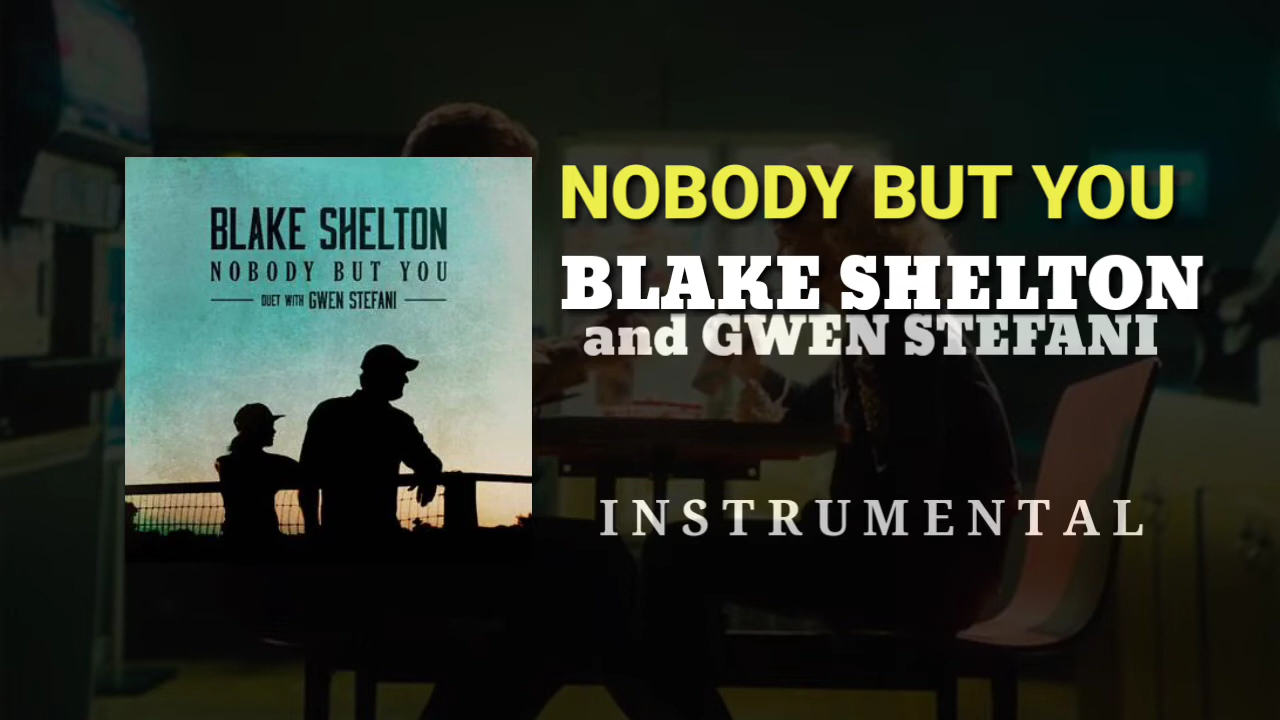 BLAKE SHELTON
NOBODY BUT YOU
DUET WITH GWEN STEFANI
NOBODY BUT YOU
BLAKE SHELTON
and GWEN STEFANI
INSTRUMENTAL